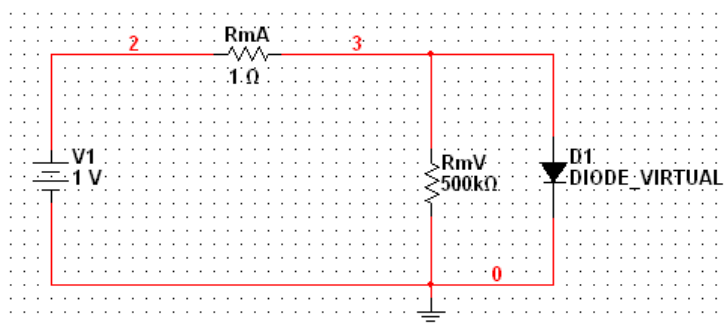 RmA
2
3
1 Ω
V1
1 V
RmV
500kΩ
D1
DIODE_VIRTUAL
0